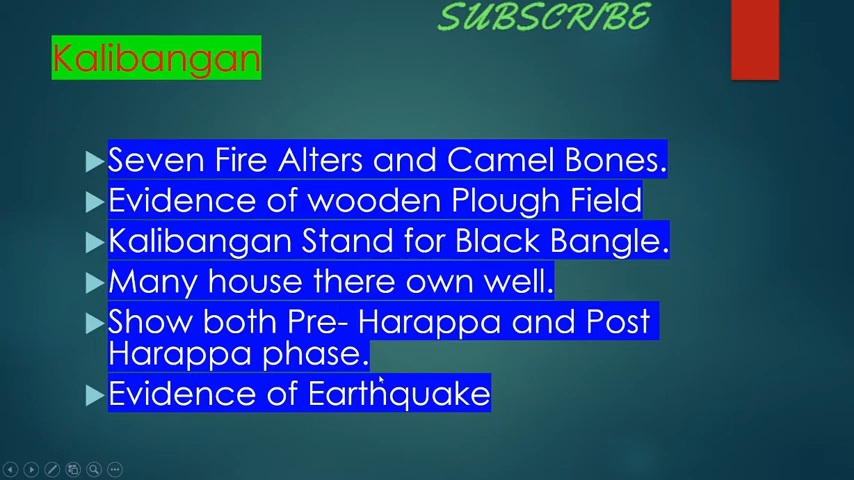 SUBSCRIBE
Kalibangan
Seven Fire Alters and Camel Bones.
Evidence of wooden Plough Field
Kalibangan Stand for Black Bangle.
Many house there own well.
Show both Pre- Harappa and Post
Harappa phase.
Evidence of Earthquake